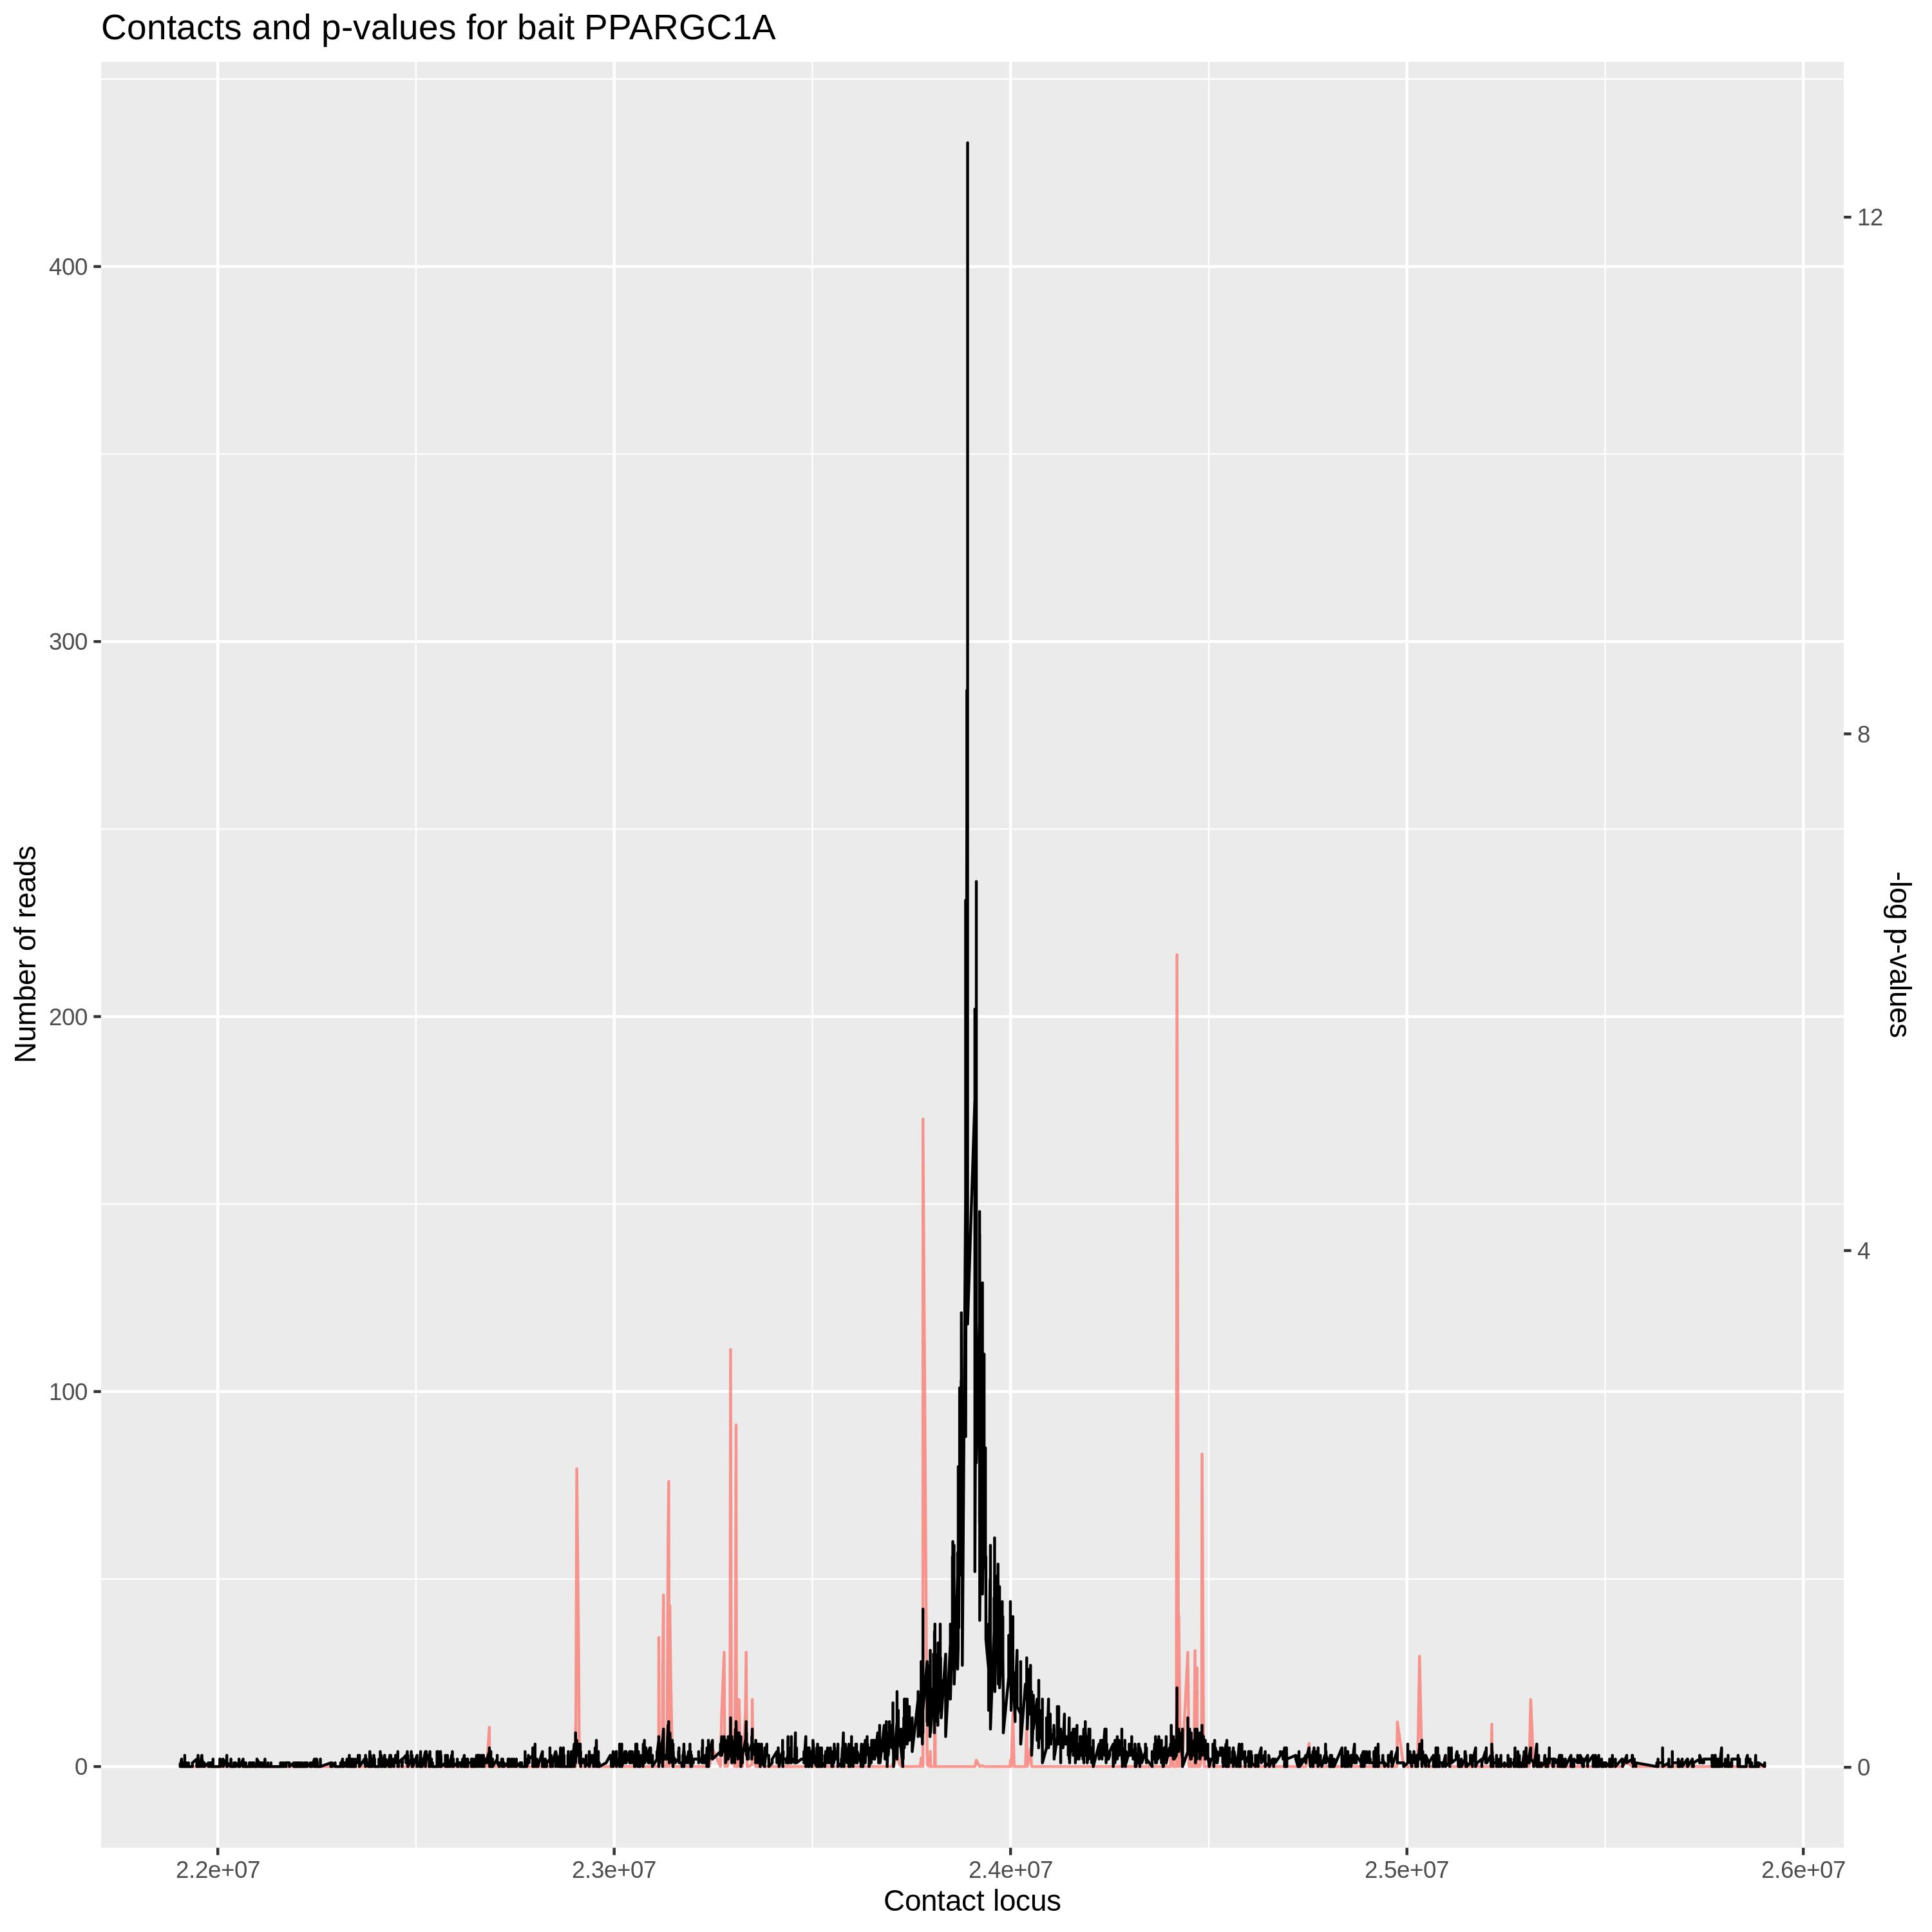 Contacts and p-values for bait PPARGC1A
400
300
200
100
0
Number of reads
12
8
4
0
-log p-values
2.2e+07
2.3e+07
2.4e+07
2.5e+07
2.6e+07
Contact locus